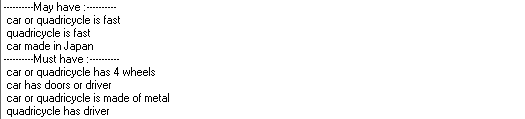 ----------May have :----------
car or quadricycle is fast
quadricycle is fast
car made in Japan
----------Must have :----------
car or quadricycle has 4 wheels
car has doors or driver
car or quadricycle is made of metal
quadricycle has driver